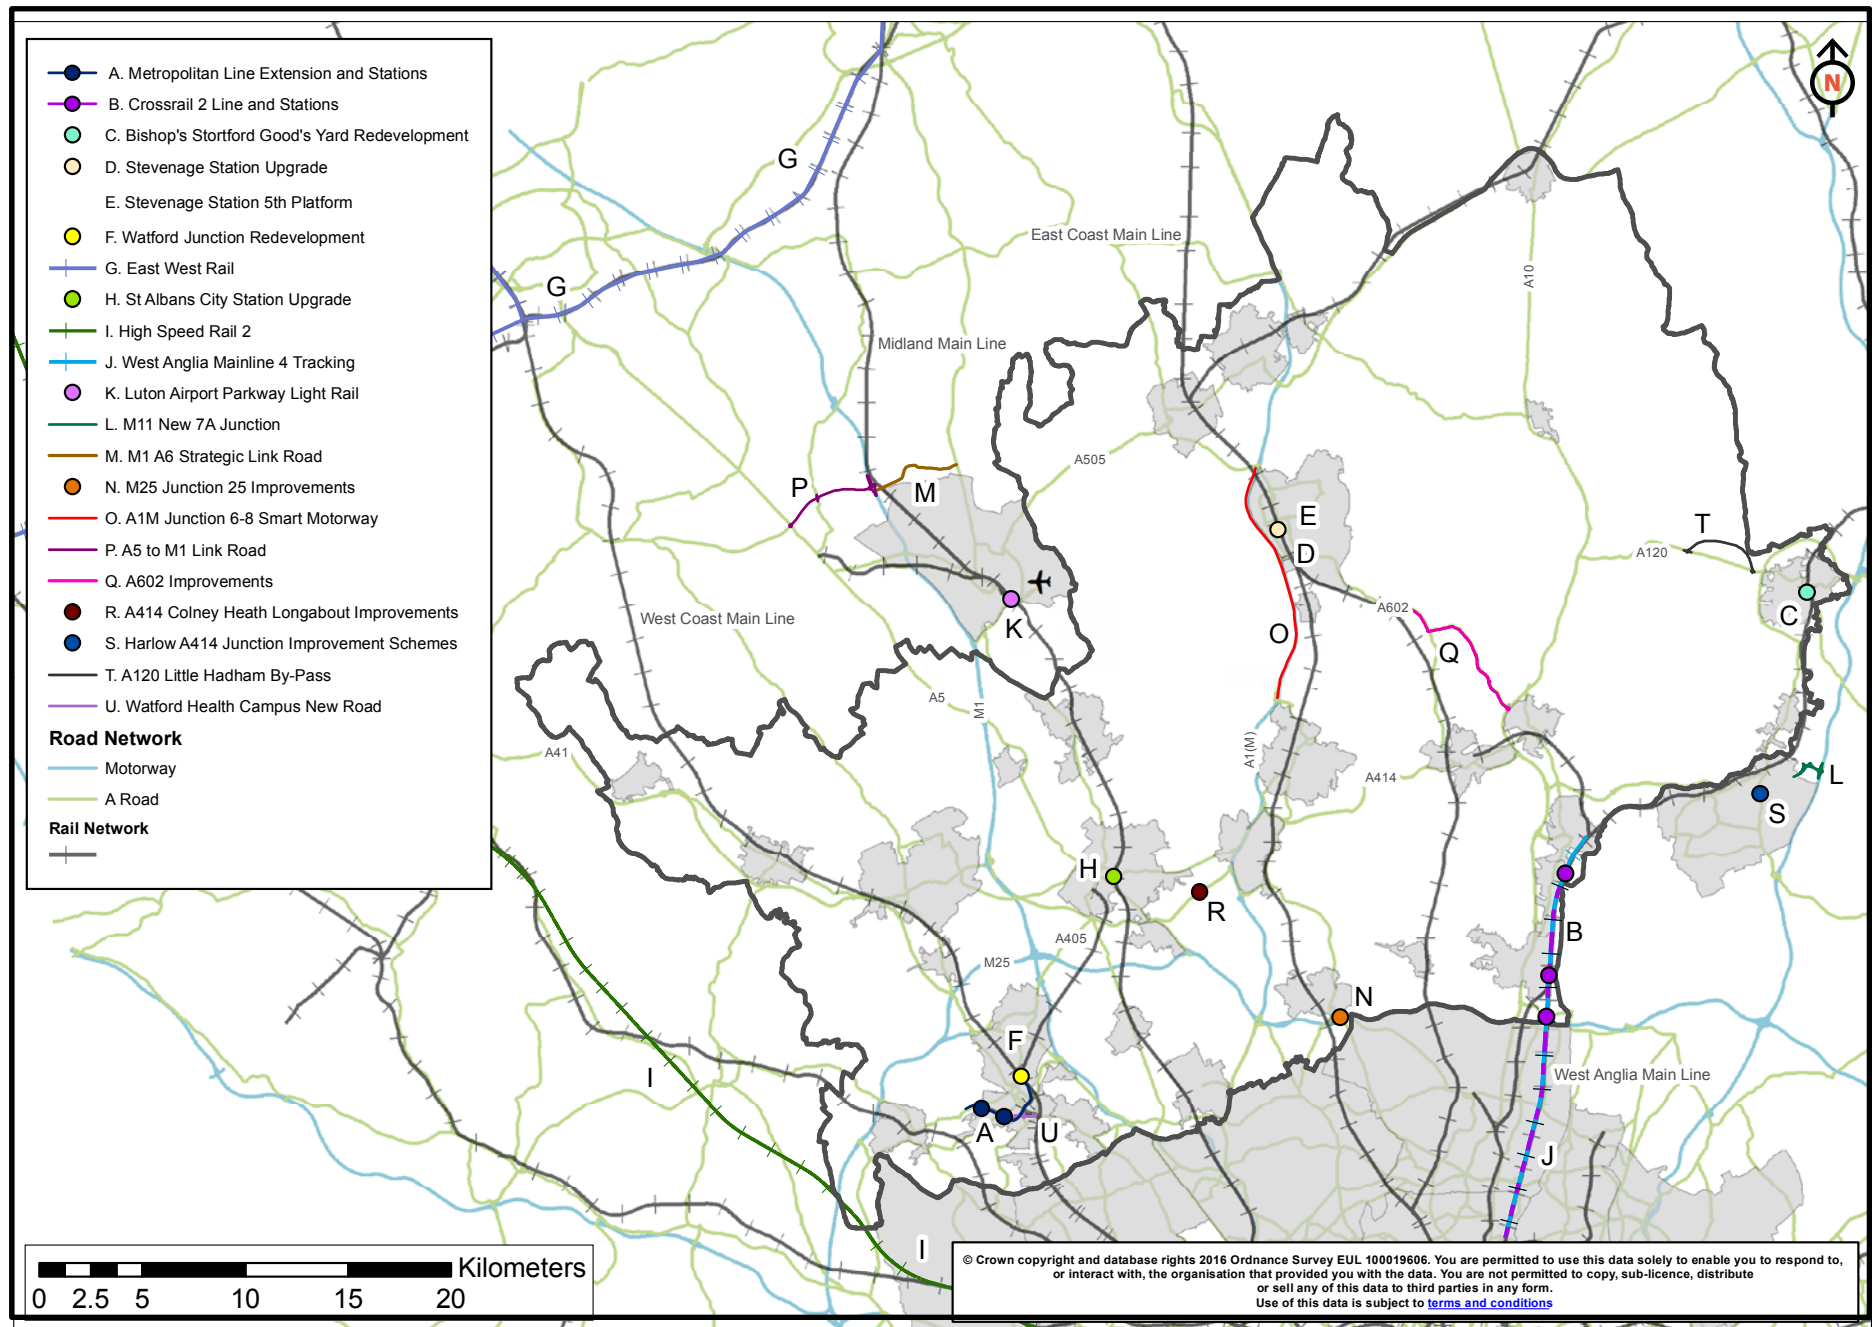 A. Metropolitan Line Extension and Stations
B. Crossrail 2 Line and Stations
C. Bishop's Stortford Good's Yard Redevelopment
D. Stevenage Station Upgrade
E. Stevenage Station 5th Platform
F. Watford Junction Redevelopment
G. East West Rail
H. St Albans City Station Upgrade
I. High Speed Rail 2
J. West Anglia Mainline 4 Tracking
K. Luton Airport Parkway Light Rail
L. M11 New 7A Junction
M. M1 A6 Strategic Link Road
N. M25 Junction 25 Improvements
O. A1M Junction 6-8 Smart Motorway
P. A5 to M1 Link Road
Q. A602 Improvements
R. A414 Colney Heath Longabout Improvements
S. Harlow A414 Junction Improvement Schemes
T. A120 Little Hadham By-Pass
U. Watford Health Campus New Road
Road Network
Motorway
A Road
Rail Network
N
G
East Coast Main Line
A10
G
Midland Main Line
A505
P
M
E
T
D
A120
K
C
A602
West Coast Main Line
O
Q
A5
M1
A1(M)
A41
A414
L
S
H
R
B
A405
M25
N
F
I
West Anglia Main Line
A
U
J
I
Kilometers
0 2.5 5 10 15 20
© Crown copyright and database rights 2016 Ordnance Survey EUL 100019606. You are permitted to use this data solely to enable you to respond to,
or interact with, the organisation that provided you with the data. You are not permitted to copy, sub-licence, distribute
or sell any of this data to third parties in any form.
Use of this data is subject to terms and conditions